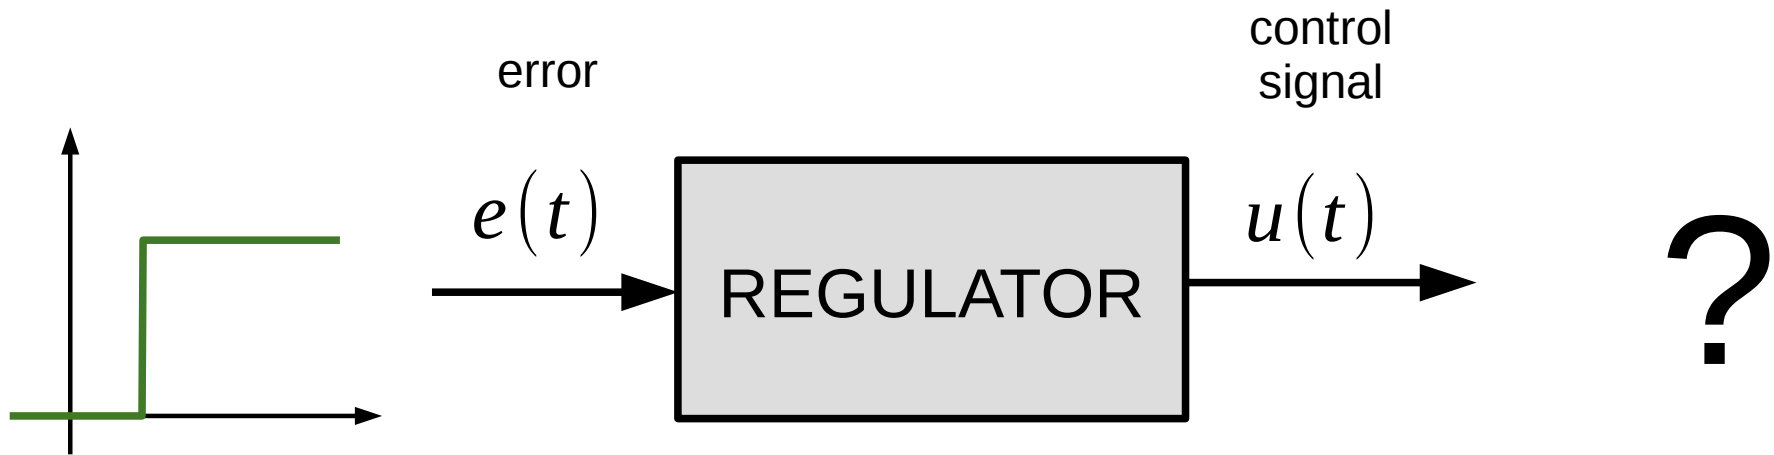 error
control
signal
e(t)
u(t)
REGULATOR
?